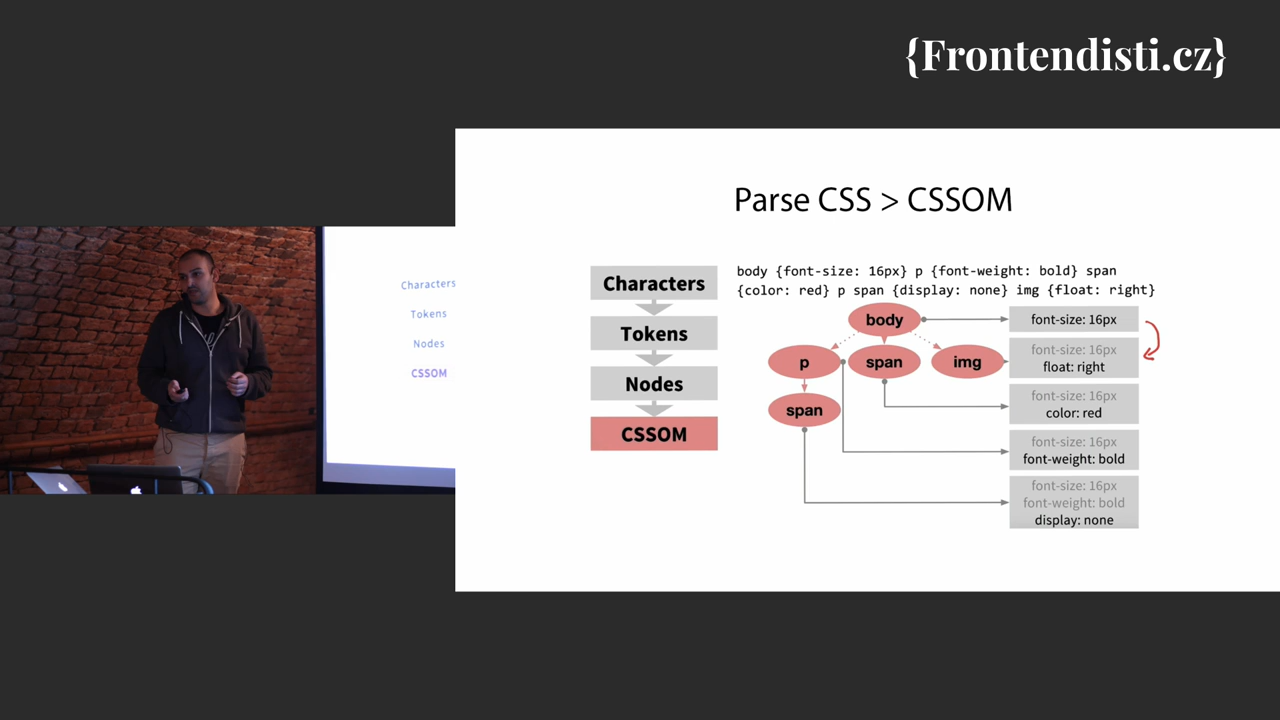 {Frontendisti.cz}
Parse CSS > CSSOM
Characters
Tokens
Nodes
CSSOM
body {font-size: 16px} p {font-weight: bold} span
{color: red} p span {display: none} img {float: right}
body
p
span
img
span
font-size: 16px
font-size: 16px
float: right
font-size: 16px
color: red
font-size: 16px
font-weight: bold
font-size: 16px
font-weight: bold
display: none
Characters
Tokens
Nodes
CSSOM